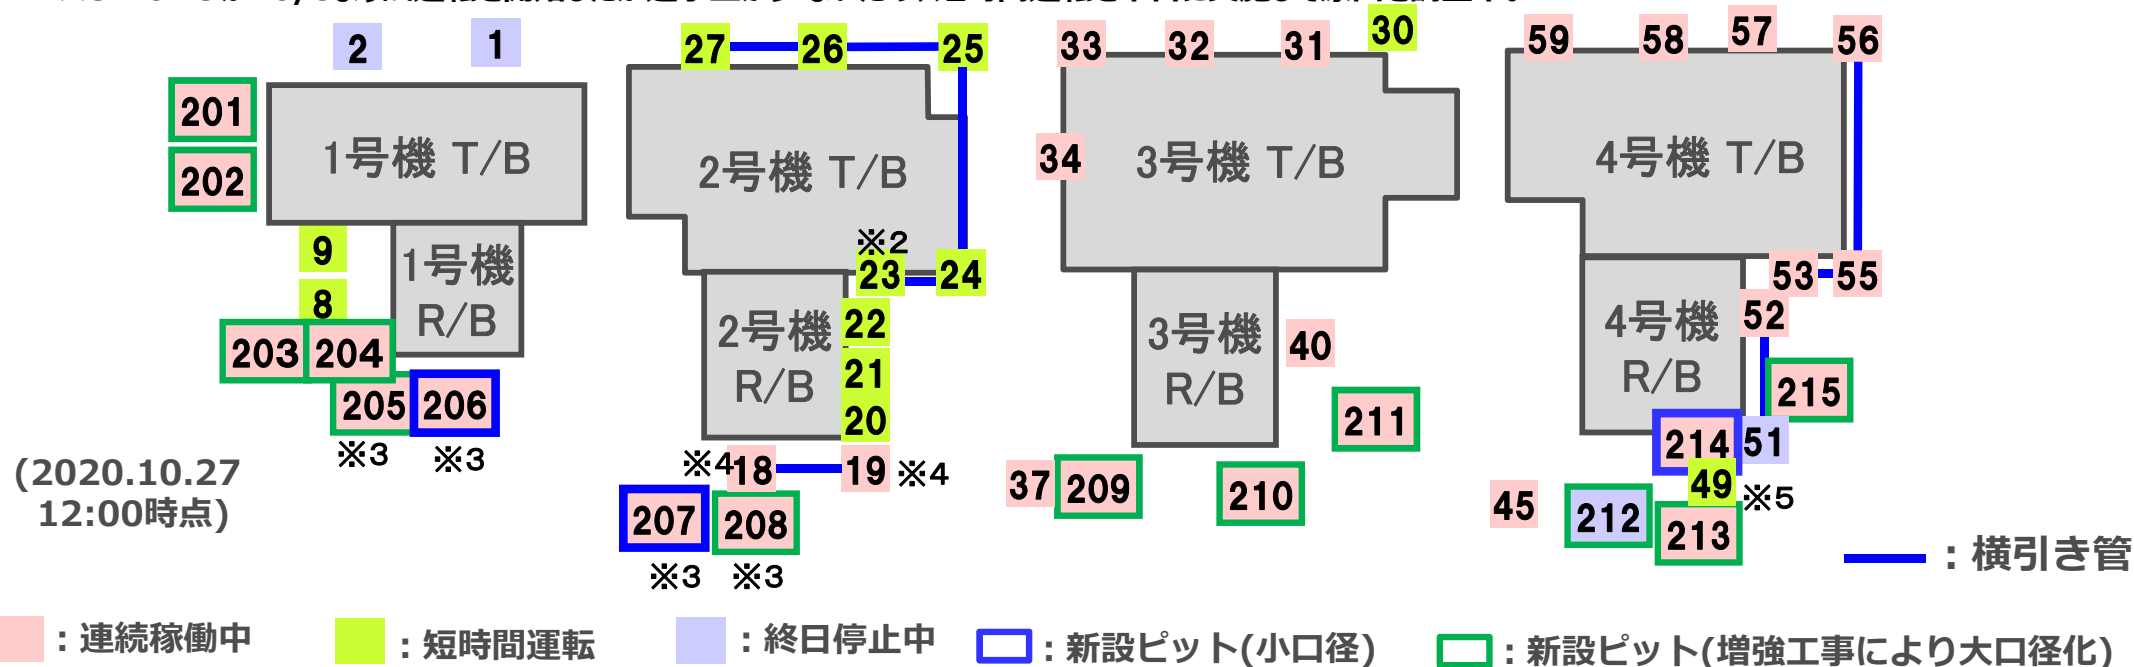 2 1 27 26 25 33 32 31 30 59 58 57 56
201
202
1号機 T/B
2号機 T/B
34
3号機 T/B
4号機 T/B
9
8
1号機
R/B
※2
23 24
53 55
203 204
205 206
※3 ※3
2号機
R/B
22
21
20
3号機
R/B
40
211
4号機
R/B
52
215
214 51
(2020.10.27
12:00時点)
※4 18 19 ※4
207 208
※3 ※3
37 209 210
45 212 49 ※5
213
:横引き管
:連続稼働中
:短時間運転
:終日停止中
:新設ピット(小口径)
:新設ピット(増強工事により大口径化)